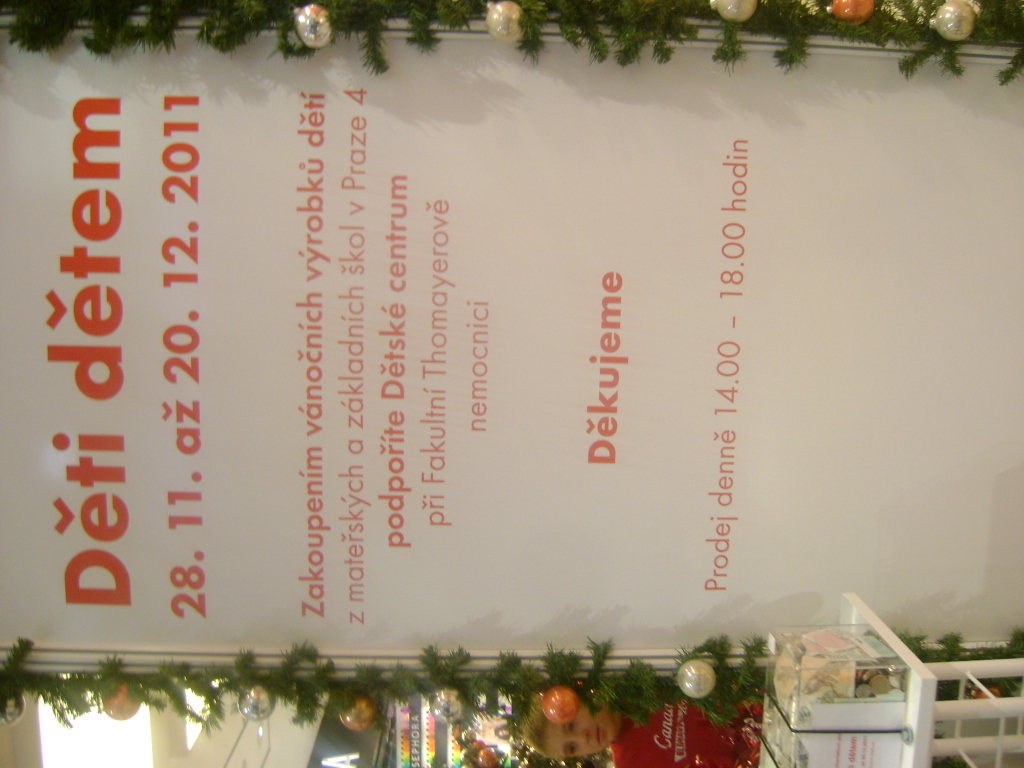 Děti dětem
28. 11. až 20. 12. 2011
Zakoupením vánočních výrobků dětí
z mateřských a základních škol v Praze 4
podpoříte Dětské centrum
při Fakultní Thomayerově
nemocnici
Děkujeme
Prodej denně 14.00 – 18.00 hodin
SEPHORA